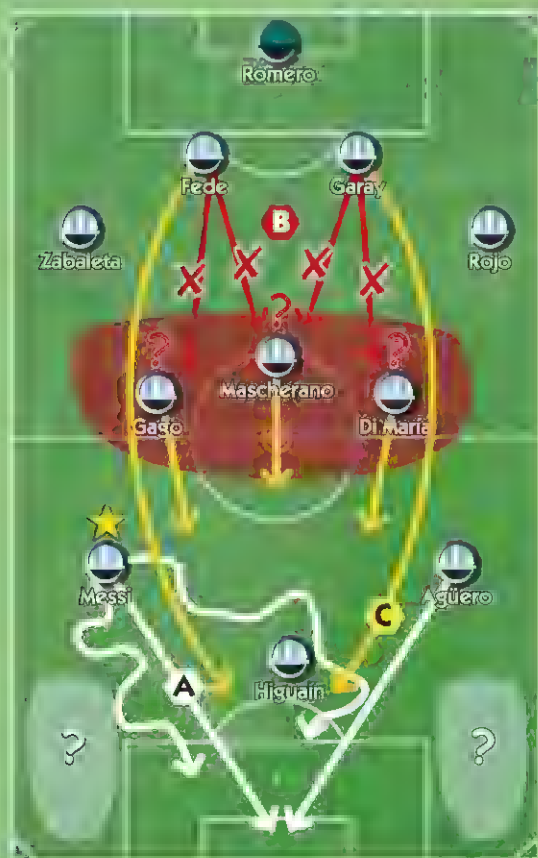 Romero
Fede
Garay
B
Zabaleta
Rojo
X
X
X
X
?
?
?
Mascherano
Gago
Di María
Messi
Agüero
C
Higuaín
A
?
?